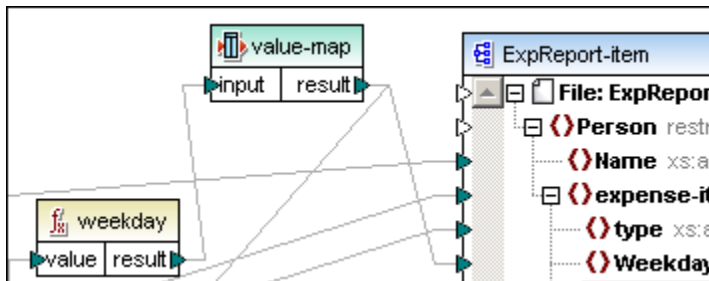 value-map
input result
weekday
value result
ExpReport-item
File: ExpRepor
Person restr
Name xs:a
expense-it
type xs:a
Weekday